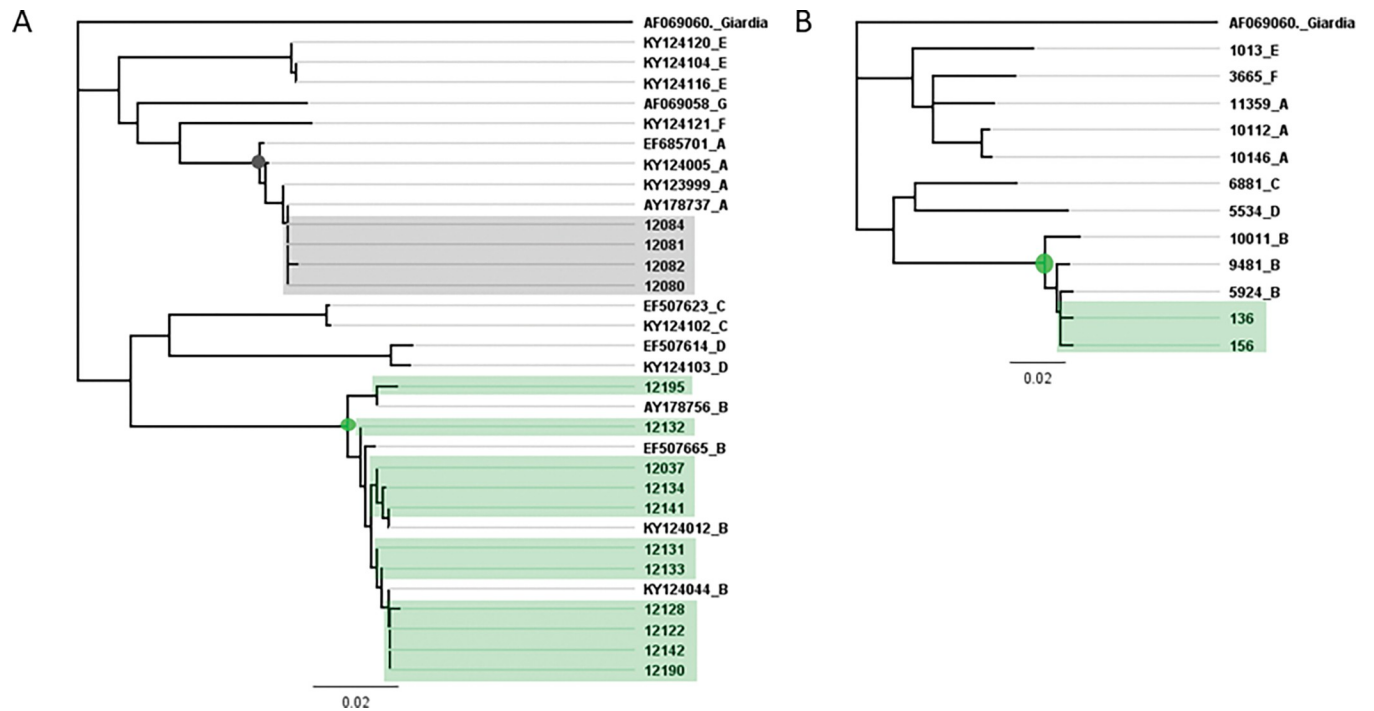 A
AF069060._Giardia
KY124120_E
KY124104_E
KY124116_E
AF069058_G
KY124121_F
EF685701_A
KY124005_A
KY123999_A
AY178737_A
12084
12081
12082
12080
EF507623_C
KY124102_C
EF507614_D
KY124103_D
12195
AY178756_B
12132
EF507665_B
12037
12134
12141
KY124012_B
12131
12133
KY124044_B
12128
12122
12142
12190
0.02
B
AF069060._Giardia
1013_E
3665_F
11359_A
10112_A
10146_A
6881_C
5534_D
10011_B
9481_B
5924_B
136
156
0.02